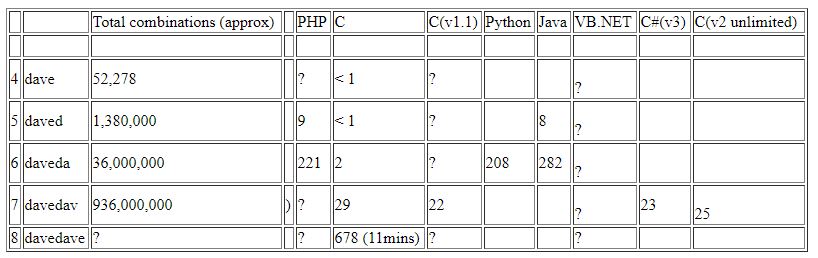 Total combinations (approx) PHP C C(v1.1) Python Java VB.NET C#(v3) C(v2 unlimited)
4 dave 52,278 ? < 1 ? ?
5 daved 1,380,000 9 < 1 ? 8 ?
6 daveda 36,000,000 221 2 ? 208 282 ?
7 davedav 936,000,000 ) ? 29 22 ? 23 25
8 davedave ? ? 678 (11mins) ? ?